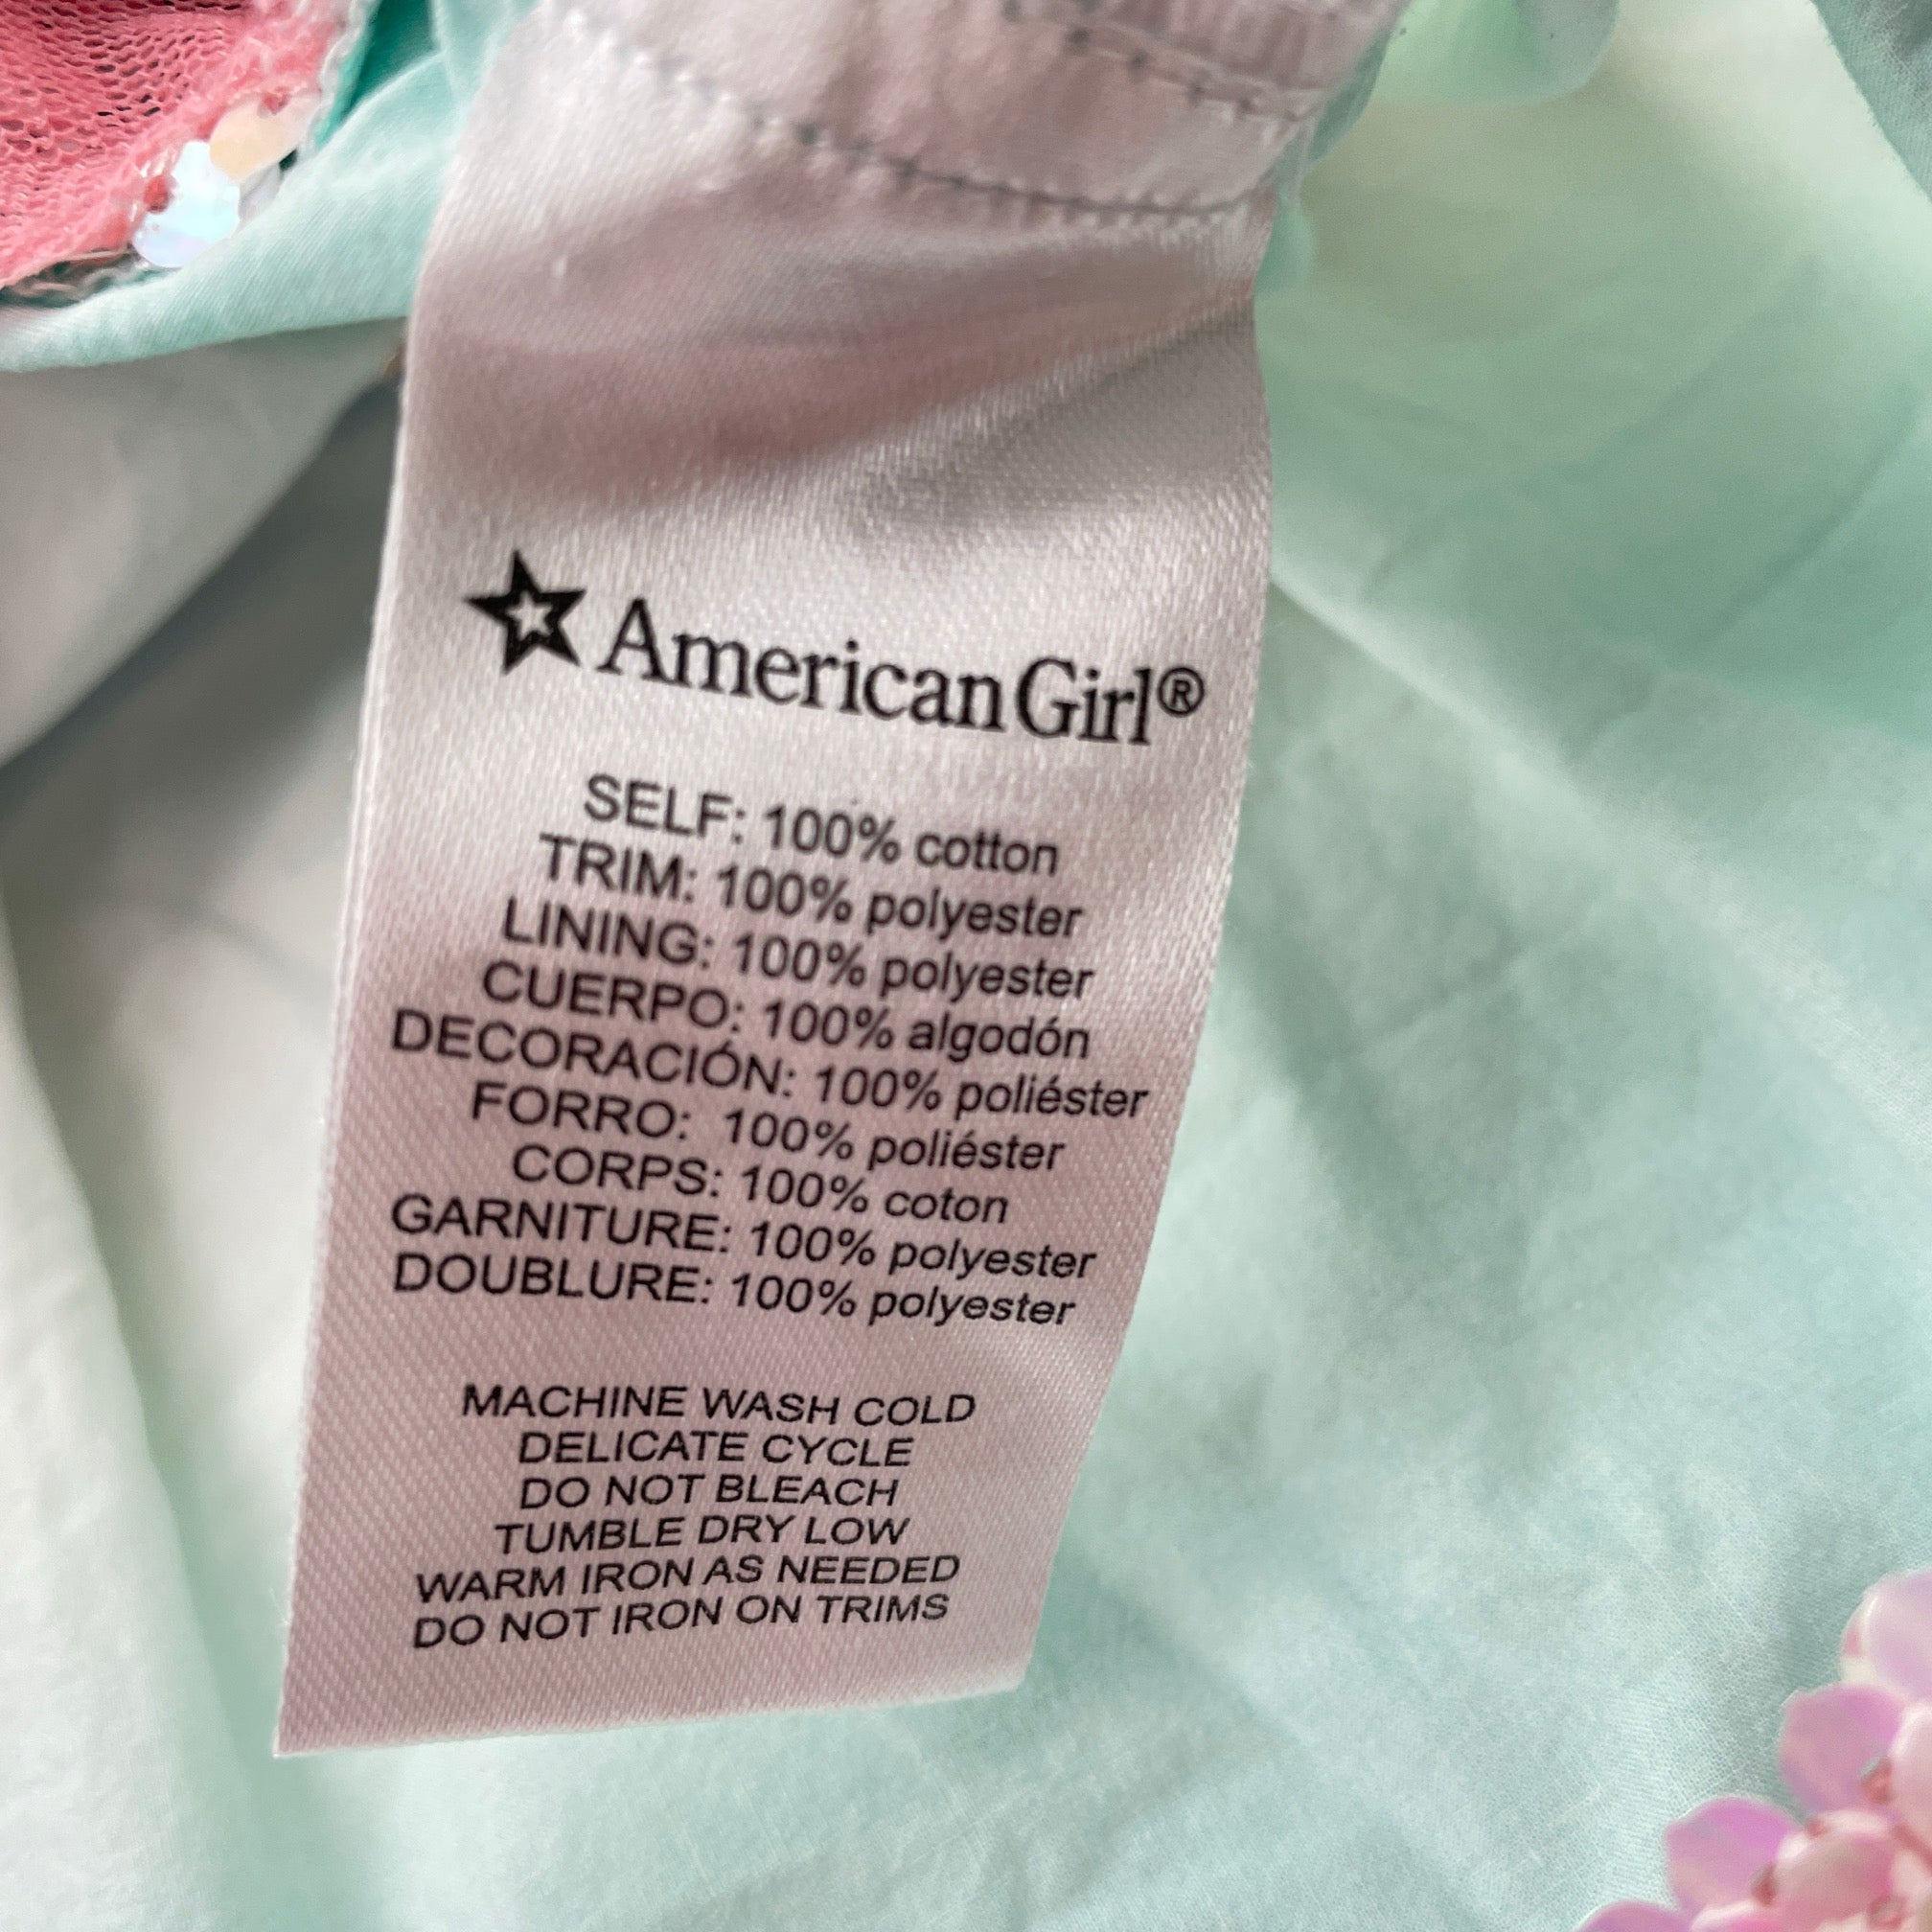 American Girl®
SELF: 100% cotton
TRIM: 100% polyester
LINING: 100% polyester
CUERPO: 100% algodón
DECORACIÓN: 100% poliéster
FORRO: 100% poliéster
CORPS: 100% coton
GARNITURE: 100% polyester
DOUBLURE: 100% polyester
MACHINE WASH COLD
DELICATE CYCLE
DO NOT BLEACH
TUMBLE DRY LOW
WARM IRON AS NEEDED
DO NOT IRON ON TRIMS